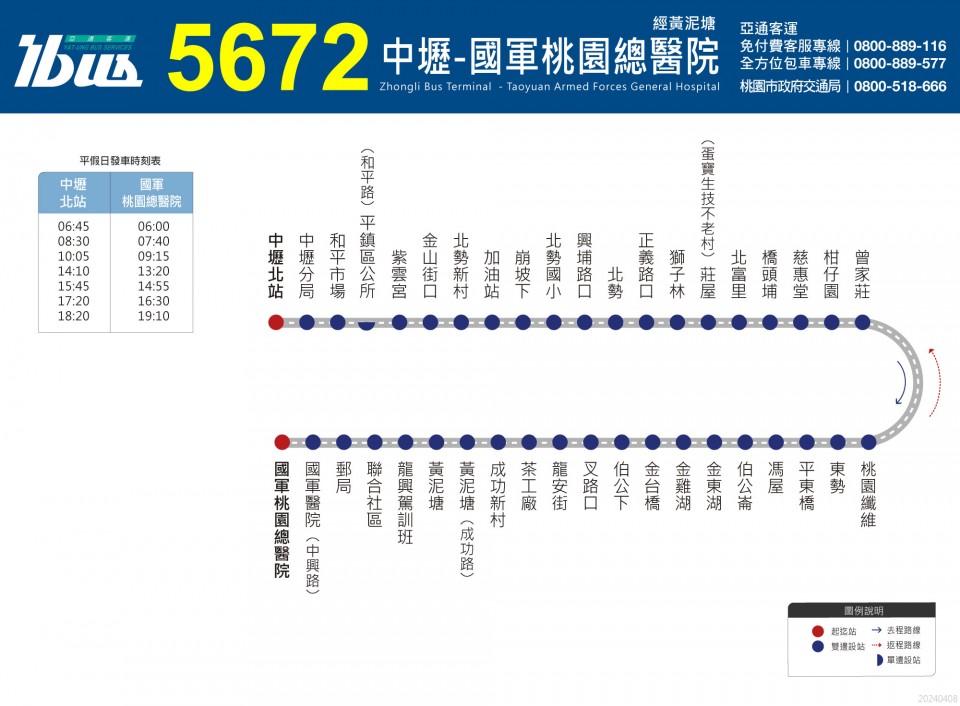 亞通客運
YAT-UNG BUS SERVICES
ibus
5672
經黃泥塘
中壢-國軍桃園總醫院
Zhongli Bus Terminal - Taoyuan Armed Forces General Hospital
亞通客運
免付費客服專線｜0800-889-116
全方位包車專線｜0800-889-577
桃園市政府交通局｜0800-518-666
平假日發車時刻表
中壢北站 國軍桃園總醫院
06:45 06:00
08:30 07:40
10:05 09:15
14:10 13:20
15:45 14:55
17:20 16:30
18:20 19:10
中壢北站
中壢分局
和平市場
（和平路）平鎮區公所
紫雲宮
金山街口
北勢新村
加油站
崩坡下
北勢國小
興埔路口
北勢
正義路口
獅子林
（蛋寶生技不老村）莊屋
北富里
橋頭埔
慈惠堂
柑仔園
曾家莊
國軍桃園總醫院
國軍醫院（中興路）
郵局
聯合社區
龍興駕訓班
黃泥塘
黃泥塘（成功路）
成功新村
茶工廠
龍安街
叉路口
伯公下
金台橋
金雞湖
金東湖
伯公崙
馮屋
平東橋
東勢
桃園纖維
圖例說明
起迄站 去程路線
雙邊設站 返程路線
單邊設站
20240408